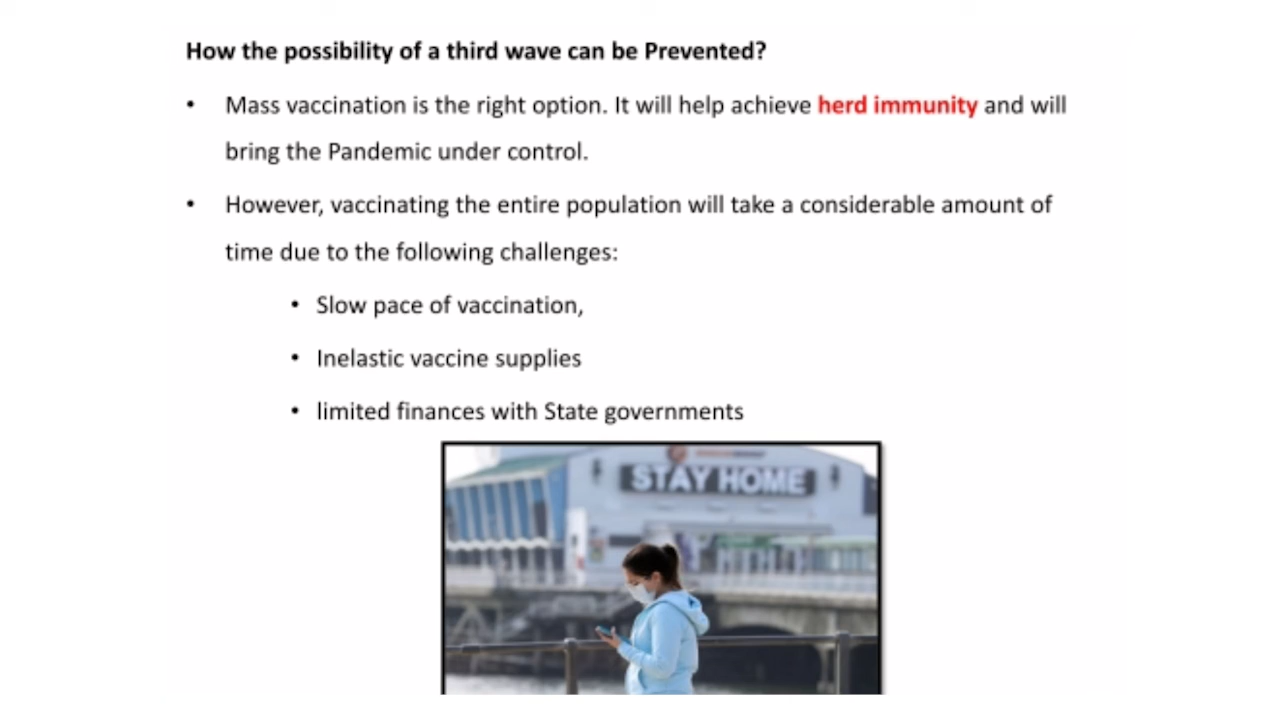 How the possibility of a third wave can be Prevented?
• Mass vaccination is the right option. It will help achieve herd immunity and will
bring the Pandemic under control.
• However, vaccinating the entire population will take a considerable amount of
time due to the following challenges:
• Slow pace of vaccination,
• Inelastic vaccine supplies
• limited finances with State governments
STAY HOME